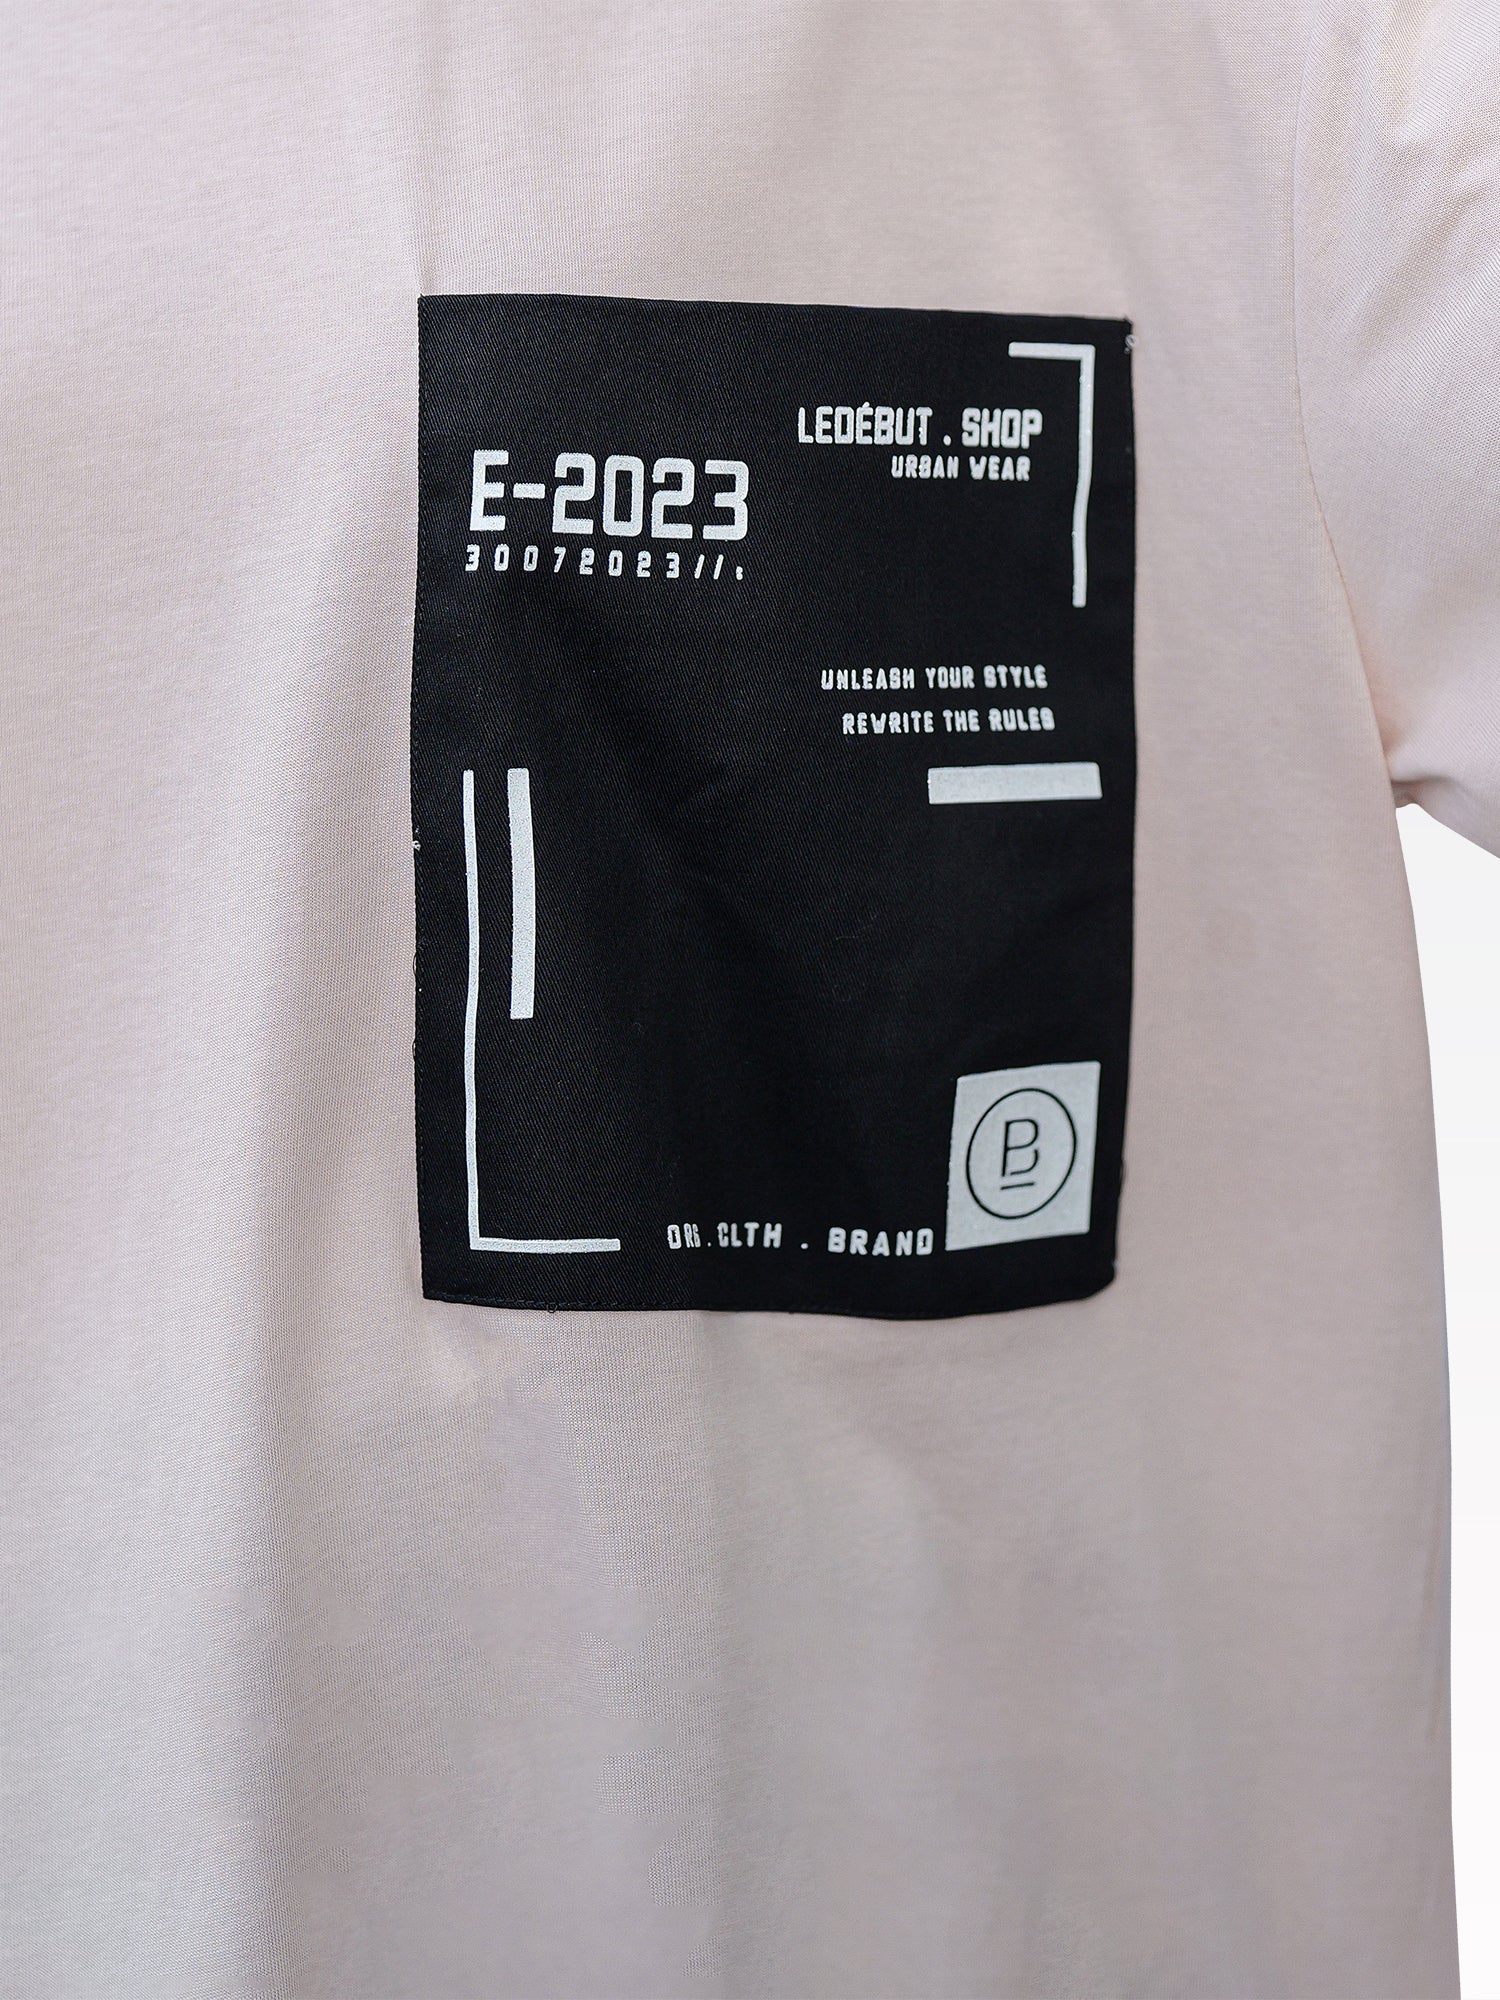 LEDÉBUT . SHOP
URBAN WEAR
E-2023
30072023//:
UNLEASH YOUR STYLE
REWRITE THE RULES
B
ORG.CLTH . BRAND